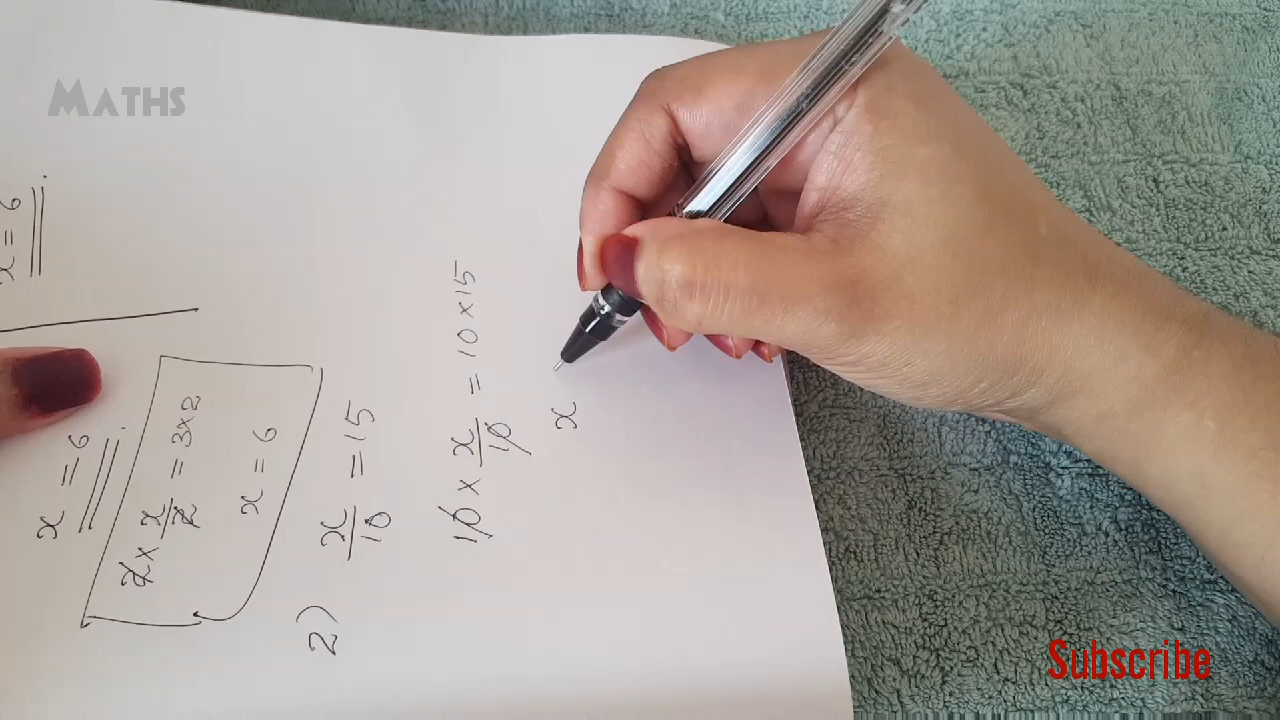 MATHS
x = 6
x = 6
2 × x/2 = 3 x 2
x = 6
2) x/10 = 15
10 × x/10 = 10 x 15
x
Subscribe